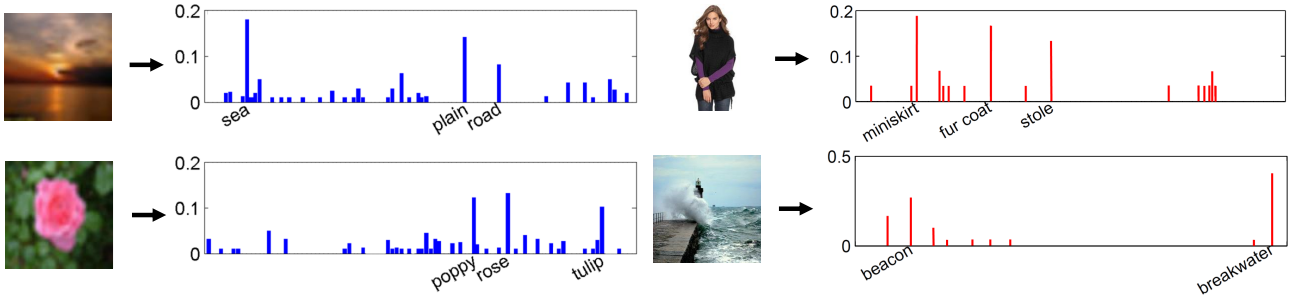 0.2
0.1
0
sea
plain
road
0.2
0.1
0
miniskirt
fur coat
stole
0.2
0.1
0
poppy
rose
tulip
0.5
0
beacon
breakwater